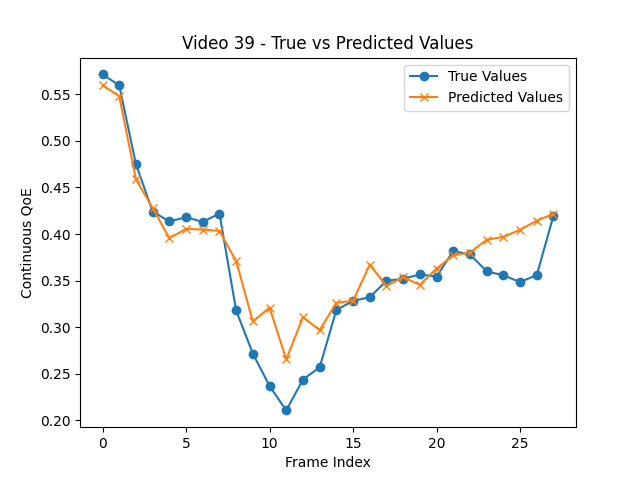 Video 39 - True vs Predicted Values
True Values
Predicted Values
Continuous QoE
0.55
0.50
0.45
0.40
0.35
0.30
0.25
0.20
0 5 10 15 20 25
Frame Index